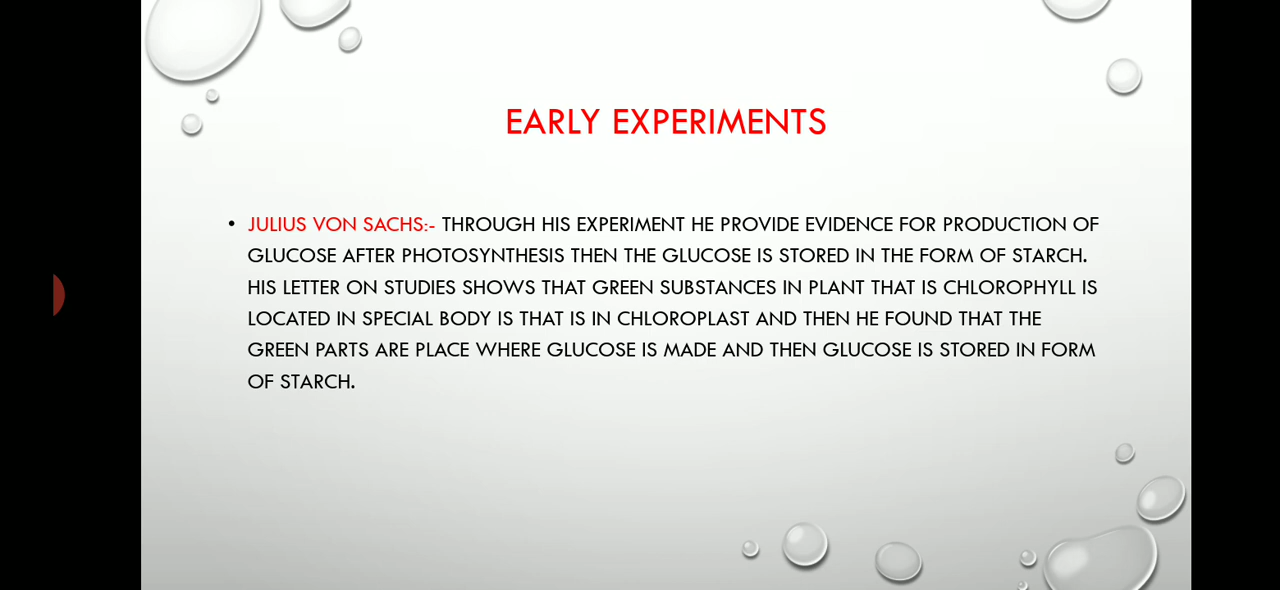 EARLY EXPERIMENTS
• JULIUS VON SACHS:- THROUGH HIS EXPERIMENT HE PROVIDE EVIDENCE FOR PRODUCTION OF
GLUCOSE AFTER PHOTOSYNTHESIS THEN THE GLUCOSE IS STORED IN THE FORM OF STARCH.
HIS LETTER ON STUDIES SHOWS THAT GREEN SUBSTANCES IN PLANT THAT IS CHLOROPHYLL IS
LOCATED IN SPECIAL BODY IS THAT IS IN CHLOROPLAST AND THEN HE FOUND THAT THE
GREEN PARTS ARE PLACE WHERE GLUCOSE IS MADE AND THEN GLUCOSE IS STORED IN FORM
OF STARCH.